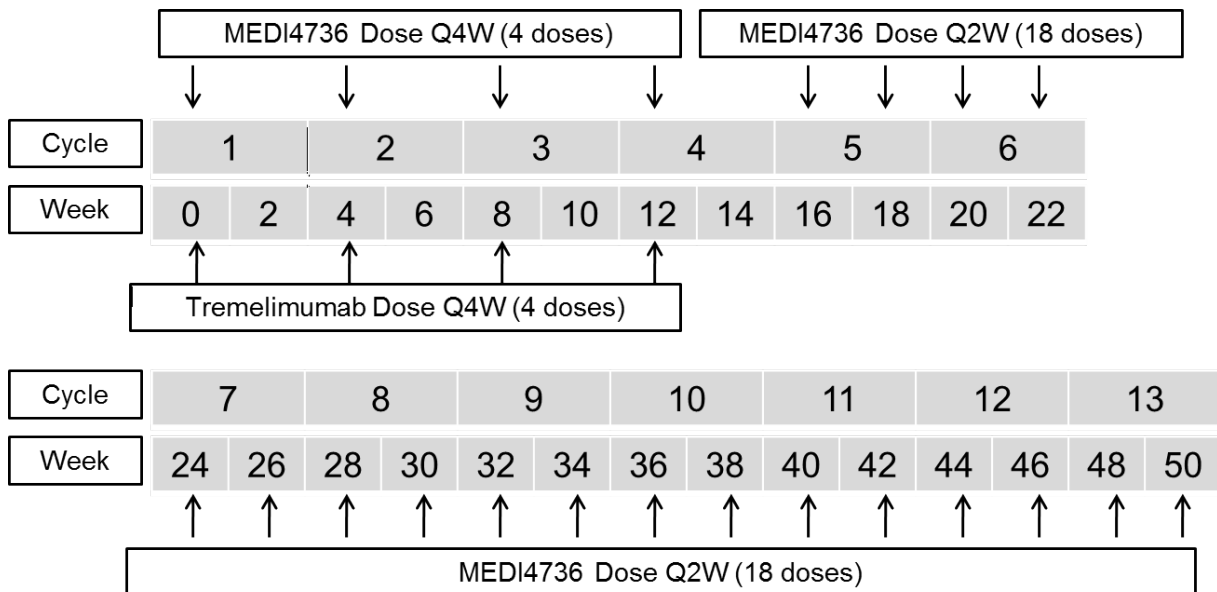 MEDI4736 Dose Q4W (4 doses) MEDI4736 Dose Q2W (18 doses)
Cycle 1 2 3 4 5 6
Week 0 2 4 6 8 10 12 14 16 18 20 22
Tremelimumab Dose Q4W (4 doses)
Cycle 7 8 9 10 11 12 13
Week 24 26 28 30 32 34 36 38 40 42 44 46 48 50
MEDI4736 Dose Q2W (18 doses)